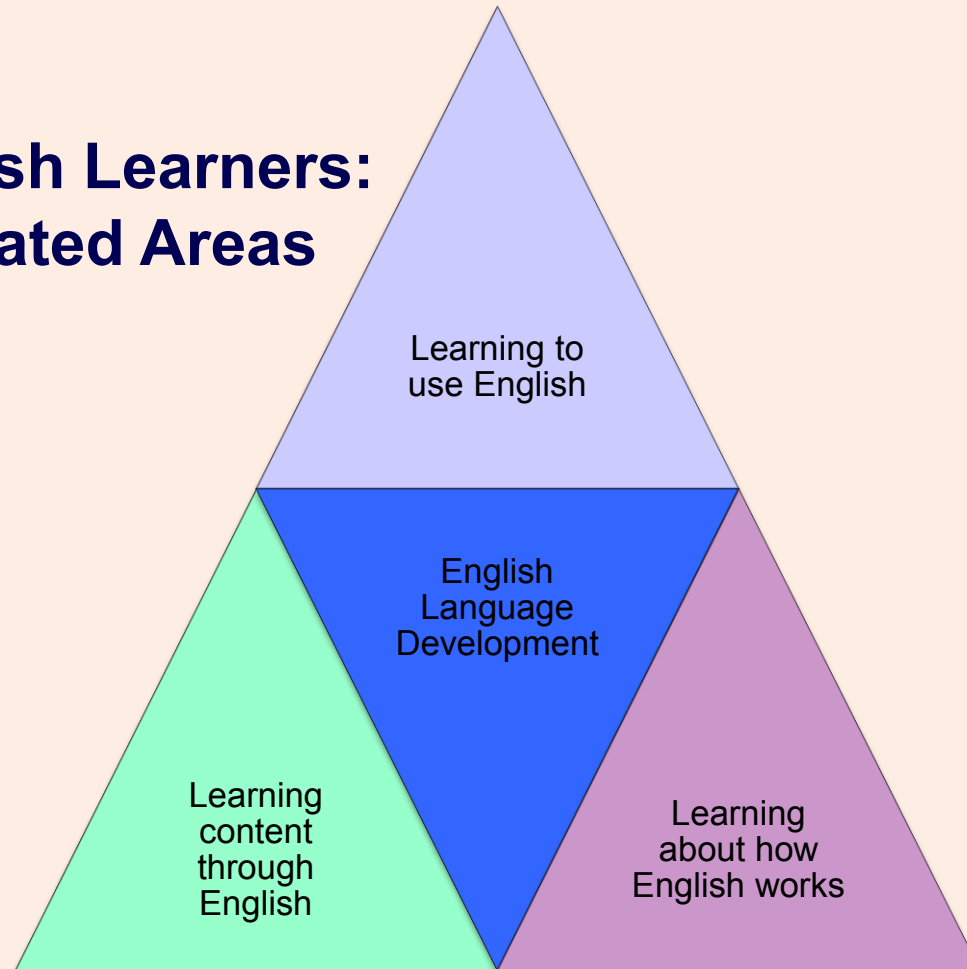 sh Learners:
ated Areas
Learning to
use English
English
Language
Development
Learning
content
through
English
Learning
about how
English works